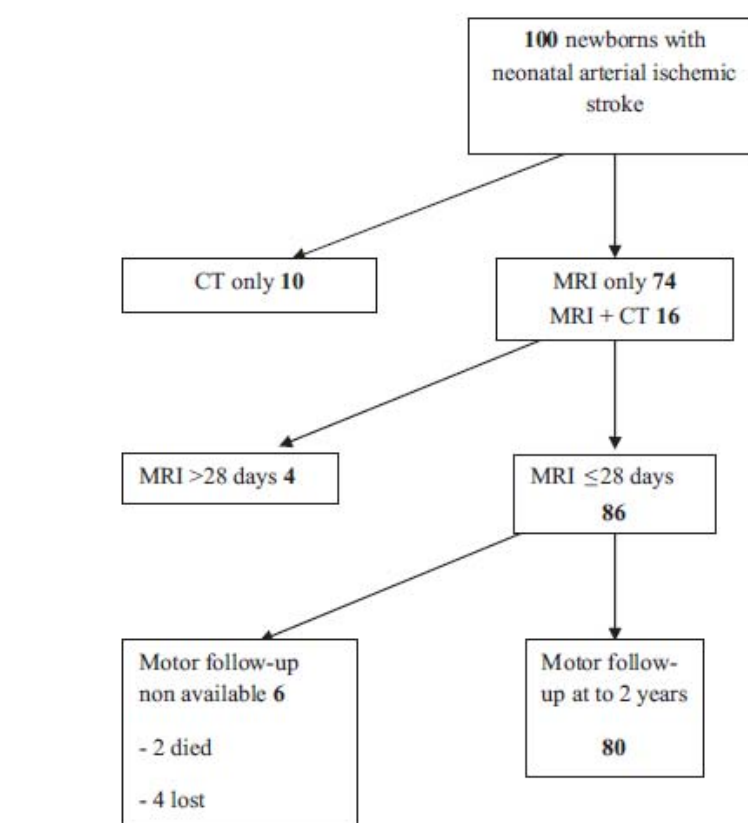 100 newborns with
neonatal arterial ischemic
stroke
CT only 10
MRI only 74
MRI + CT 16
MRI >28 days 4
MRI ≤28 days
86
Motor follow-up
non available 6
- 2 died
- 4 lost
Motor follow-
up at to 2 years
80